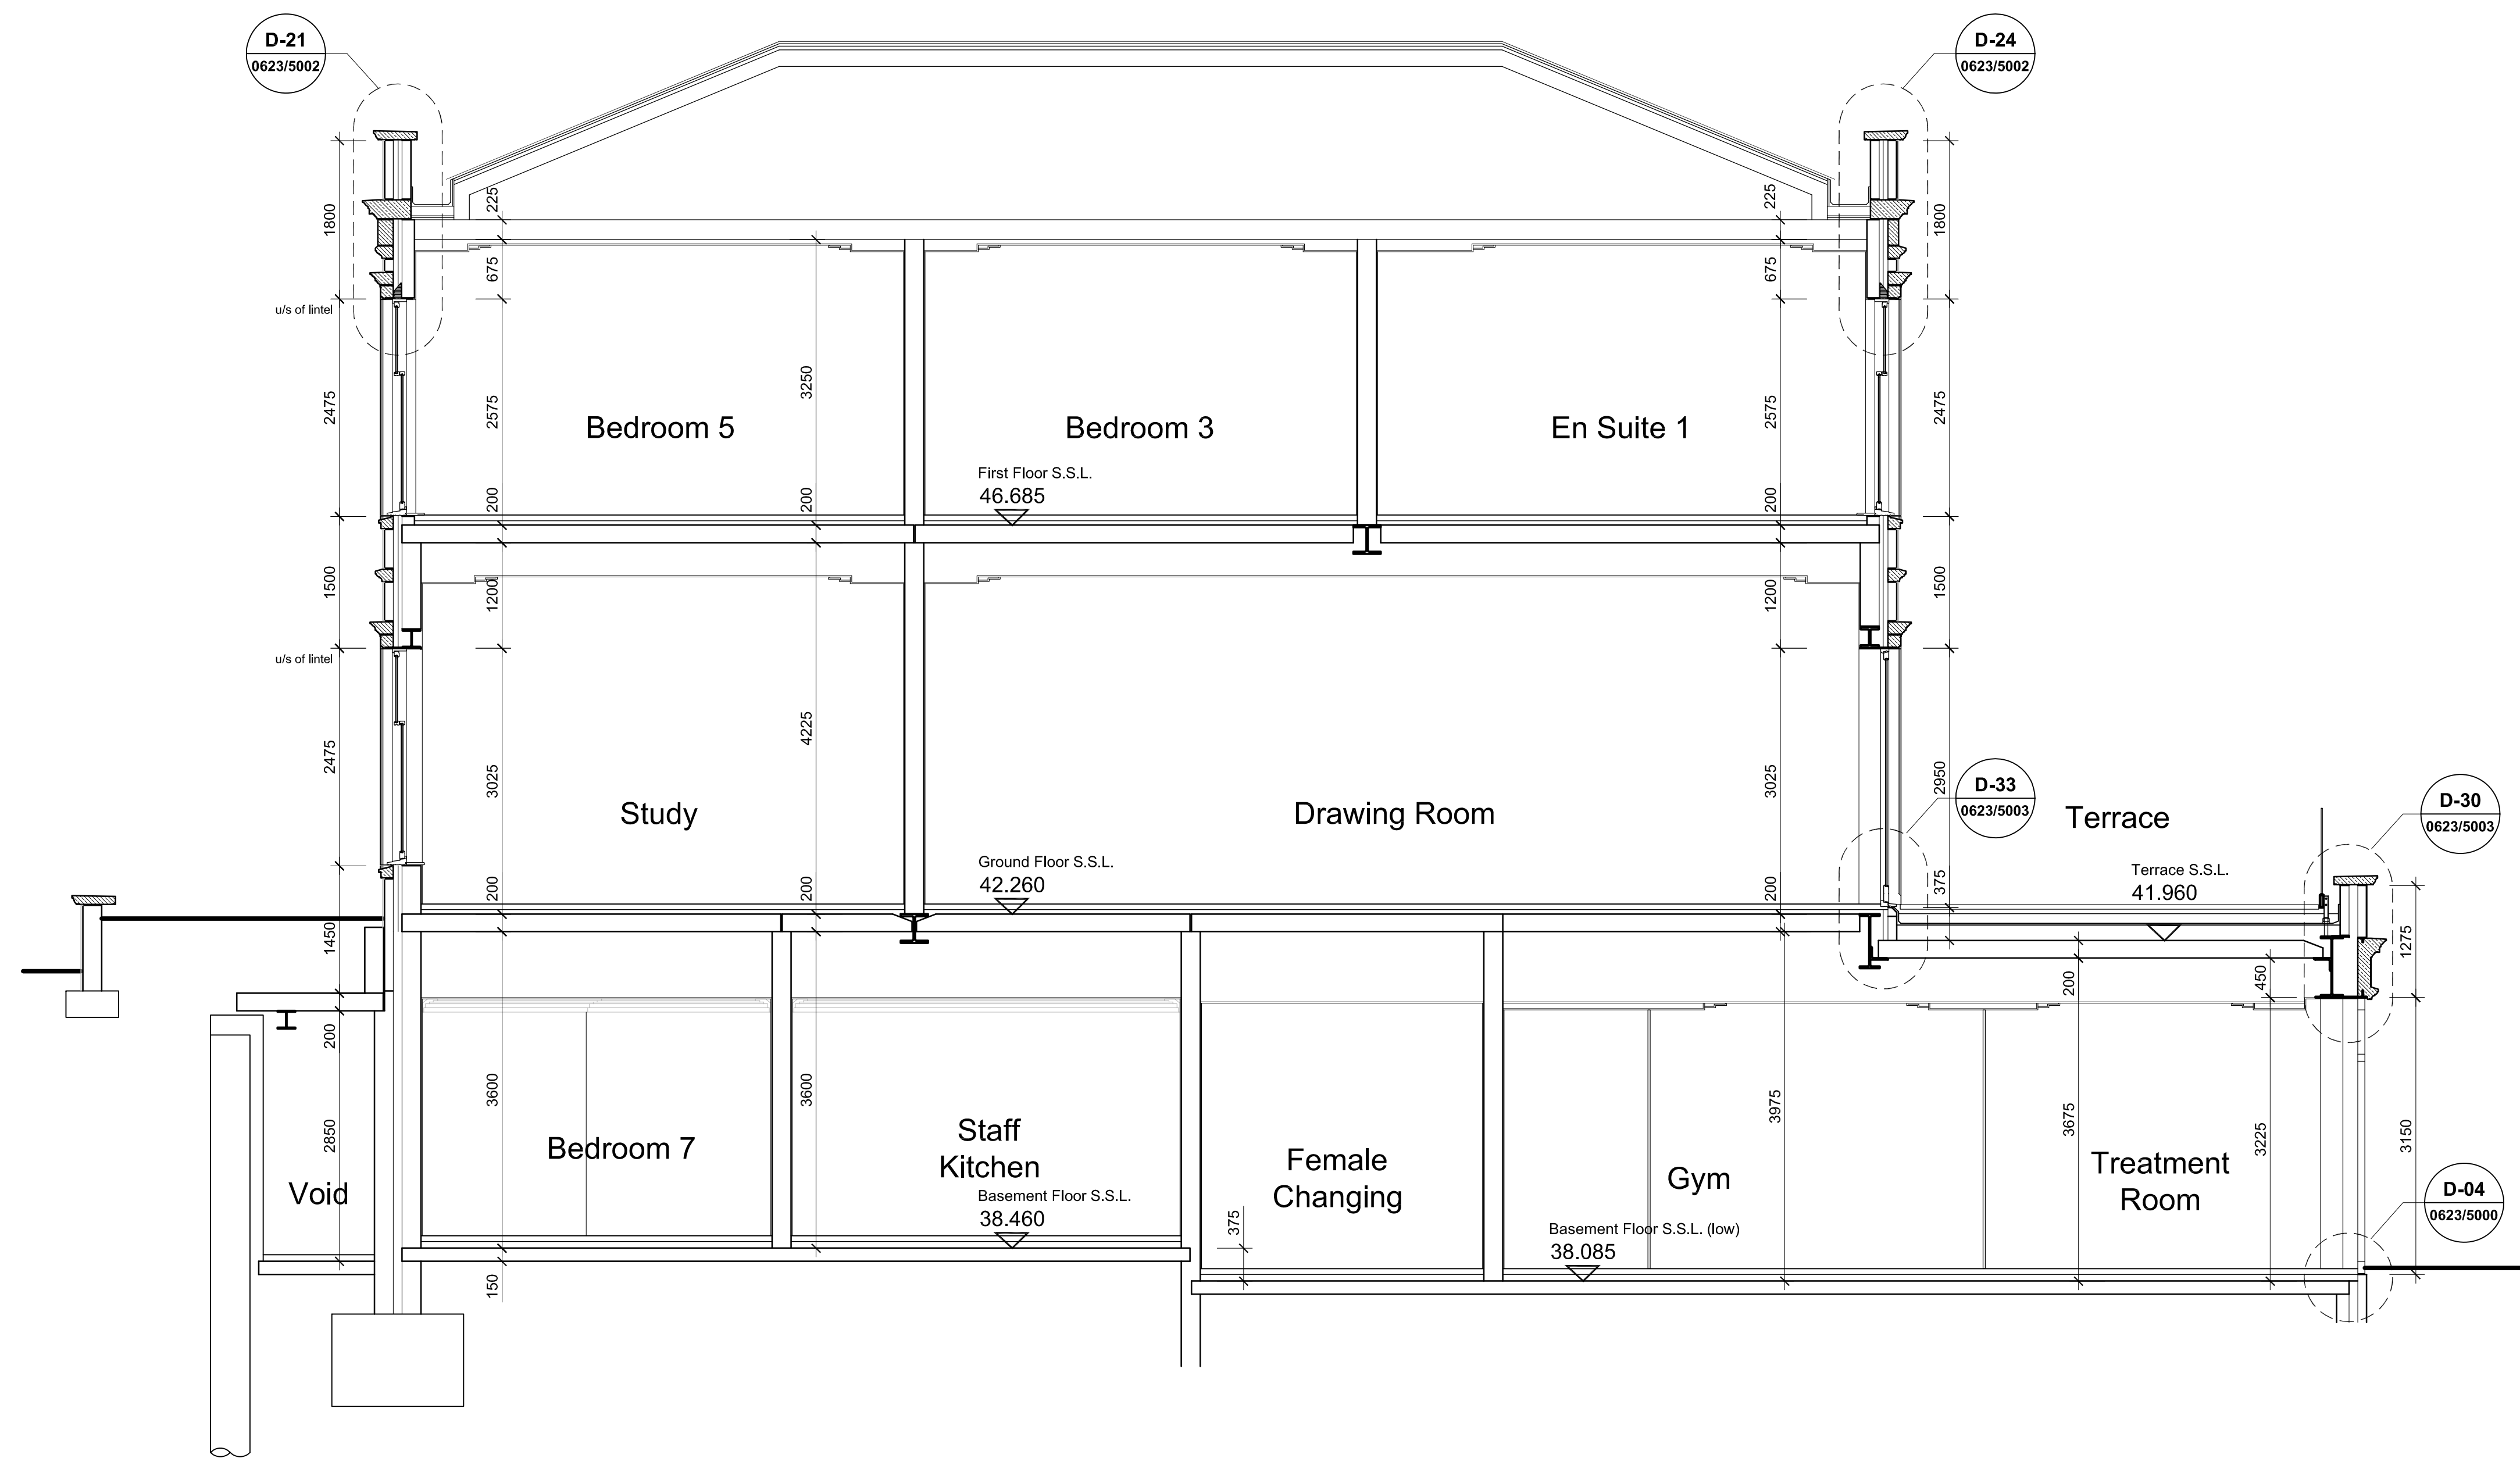 D-21
0623/5002
D-24
0623/5002
225
225
1800
1800
675
675
u/s of lintel
2475
2575
3250
2575
2475
Bedroom 5
Bedroom 3
En Suite 1
First Floor S.S.L.
46.685
200
200
200
1500
1200
1200
1500
u/s of lintel
2475
3025
4225
3025
2950
Study
Drawing Room
D-33
0623/5003
Terrace
D-30
0623/5003
Ground Floor S.S.L.
42.260
Terrace S.S.L.
41.960
200
200
200
375
1450
1275
200
200
450
Bedroom 7
Staff
Kitchen
Female
Changing
Gym
Treatment
Room
Void
2850
3600
3600
3975
3675
3225
3150
Basement Floor S.S.L.
38.460
375
Basement Floor S.S.L. (low)
38.085
D-04
0623/5000
150